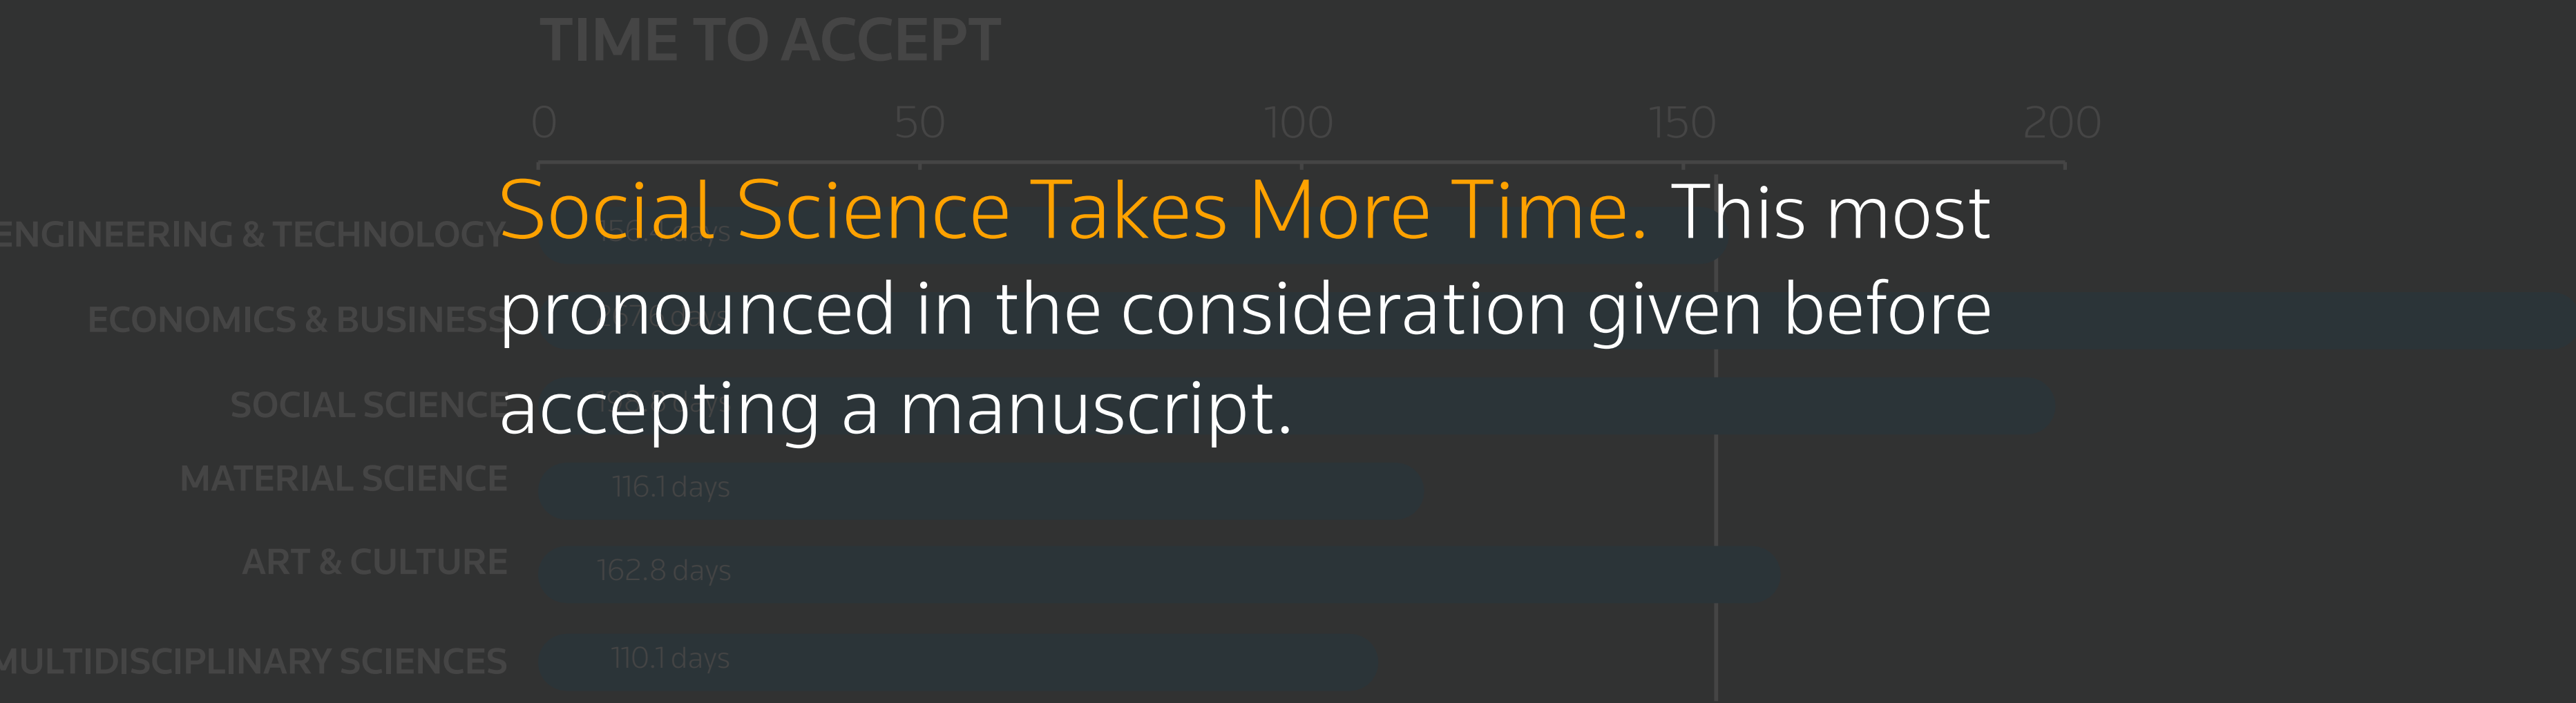 TIME TO ACCEPT
0 50 100 150 200
Social Science Takes More Time. This most
pronounced in the consideration given before
accepting a manuscript.
ENGINEERING & TECHNOLOGY
ECONOMICS & BUSINESS
SOCIAL SCIENCE
MATERIAL SCIENCE 116.1 days
ART & CULTURE 162.8 days
MULTIDISCIPLINARY SCIENCES 110.1 days